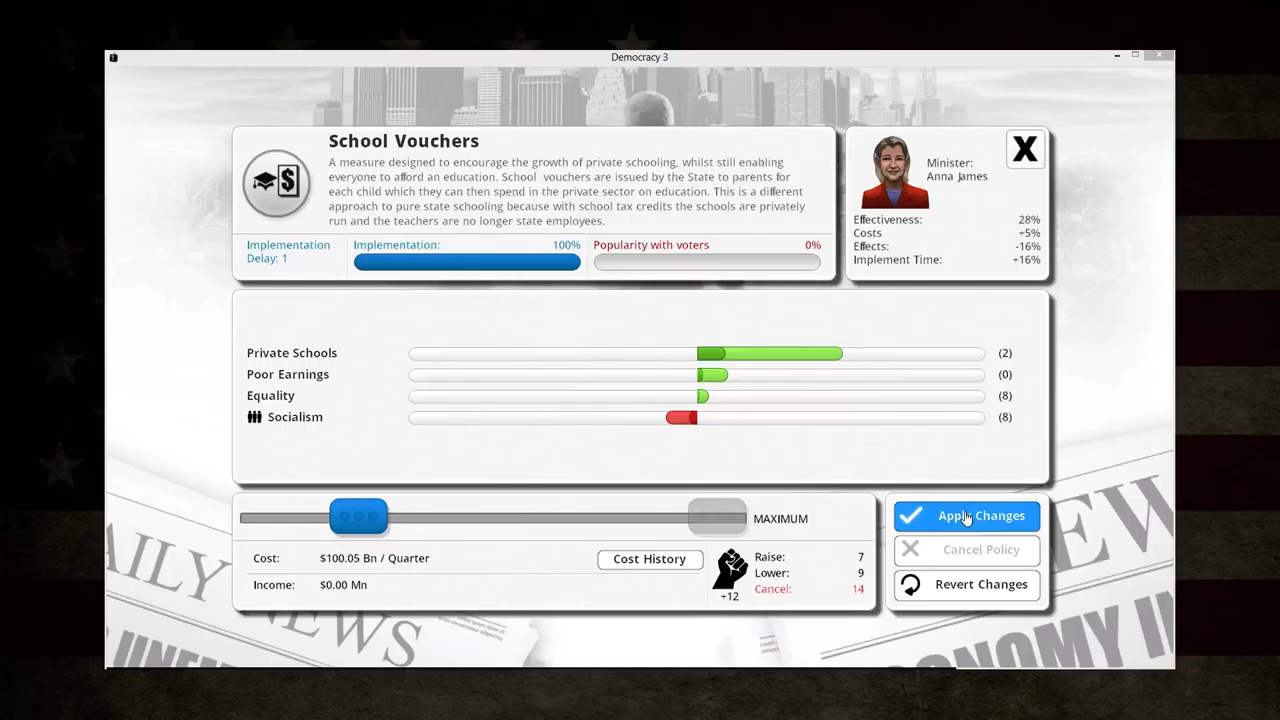 Democracy 3
School Vouchers
A measure designed to encourage the growth of private schooling, whilst still enabling
everyone to afford an education. School vouchers are issued by the State to parents for
each child which they can then spend in the private sector on education. This is a different
approach to pure state schooling because with school tax credits the schools are privately
run and the teachers are no longer state employees.
Implementation
Delay: 1
Implementation: 100%
Popularity with voters 0%
X
Minister:
Anna James
Effectiveness: 28%
Costs +5%
Effects: -16%
Implement Time: +16%
Private Schools (2)
Poor Earnings (0)
Equality (8)
Socialism (8)
MAXIMUM
Cost: $100.05 Bn / Quarter
Income: $0.00 Mn
Cost History
+12
Raise: 7
Lower: 9
Cancel: 14
Apply Changes
Cancel Policy
Revert Changes
AILY NEWS
NEWS